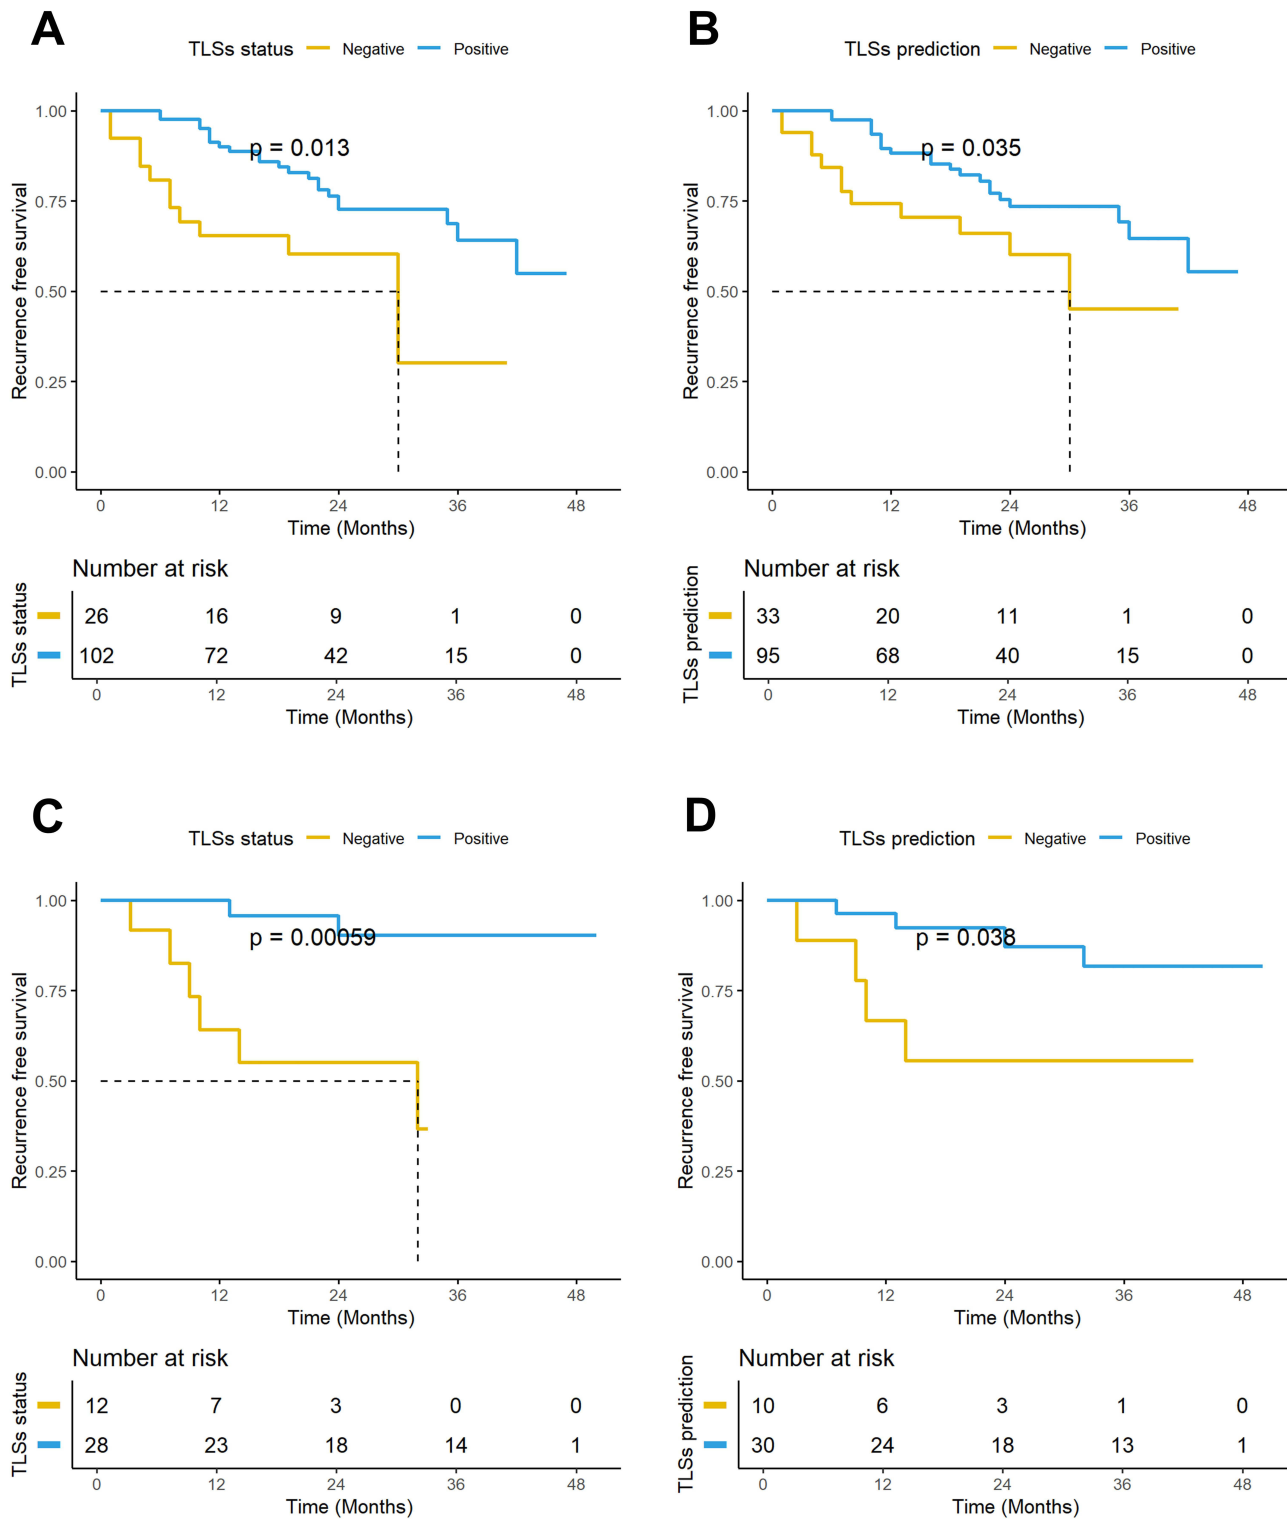 A
TLSs status Negative Positive
Recurrence free survival
1.00
0.75
0.50
0.25
0.00
p = 0.013
0 12 24 36 48
Time (Months)
Number at risk
TLSs status
26 16 9 1 0
102 72 42 15 0
0 12 24 36 48
Time (Months)
B
TLSs prediction Negative Positive
Recurrence free survival
1.00
0.75
0.50
0.25
0.00
p = 0.035
0 12 24 36 48
Time (Months)
Number at risk
TLSs prediction
33 20 11 1 0
95 68 40 15 0
0 12 24 36 48
Time (Months)
C
TLSs status Negative Positive
Recurrence free survival
1.00
0.75
0.50
0.25
0.00
p = 0.00059
0 12 24 36 48
Time (Months)
Number at risk
TLSs status
12 7 3 0 0
28 23 18 14 1
0 12 24 36 48
Time (Months)
D
TLSs prediction Negative Positive
Recurrence free survival
1.00
0.75
0.50
0.25
0.00
p = 0.038
0 12 24 36 48
Time (Months)
Number at risk
TLSs prediction
10 6 3 1 0
30 24 18 13 1
0 12 24 36 48
Time (Months)